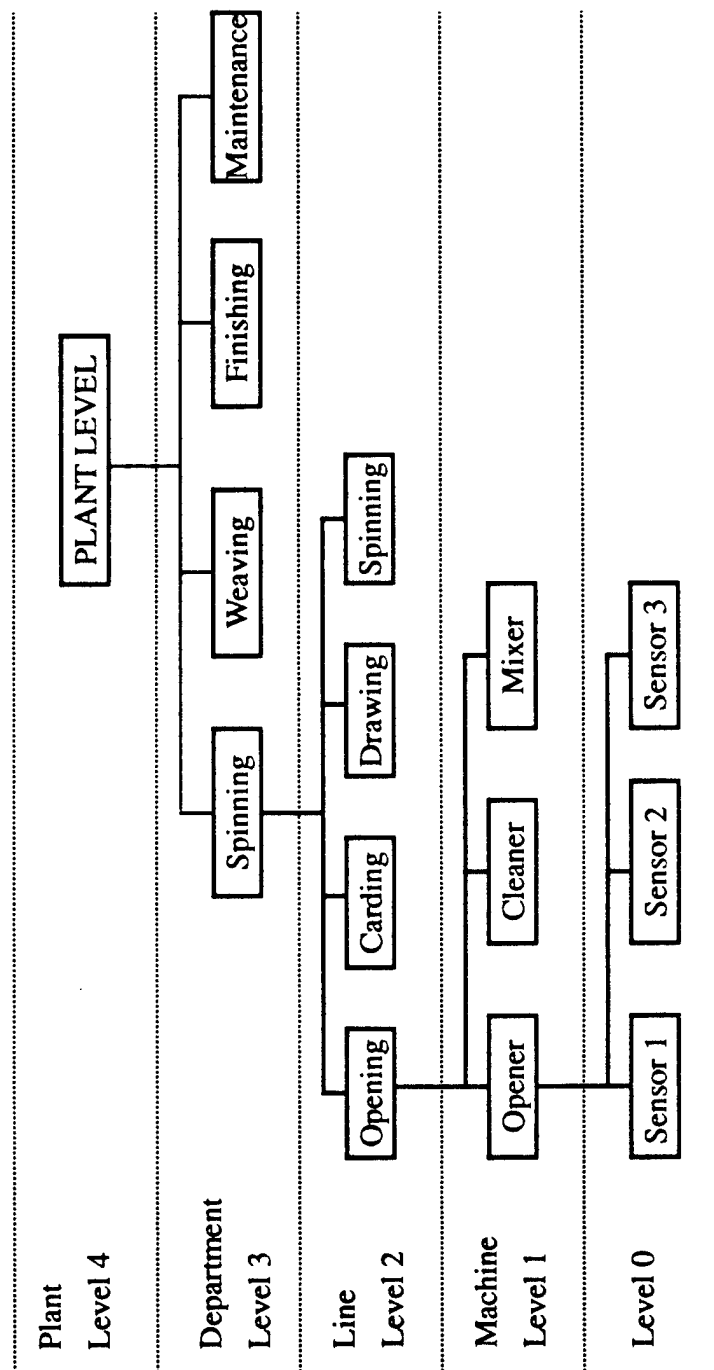 Plant
Level 4
PLANT LEVEL
Department
Level 3
Spinning
Weaving
Finishing
Maintenance
Line
Level 2
Opening
Carding
Drawing
Spinning
Machine
Level 1
Opener
Cleaner
Mixer
Level 0
Sensor 1
Sensor 2
Sensor 3